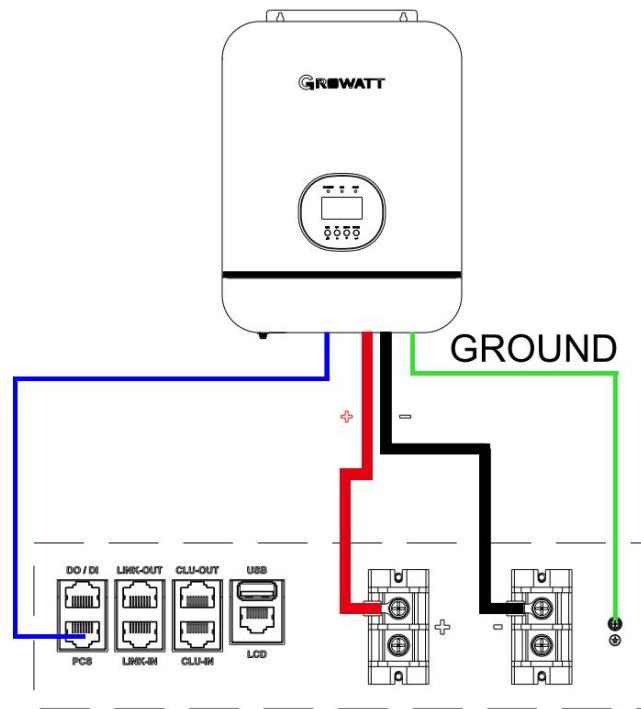 GROWATT
GROUND
+ -
DO / DI LINK-OUT CLU-OUT USB
PCS LINK-IN CLU-IN LCD
+ -